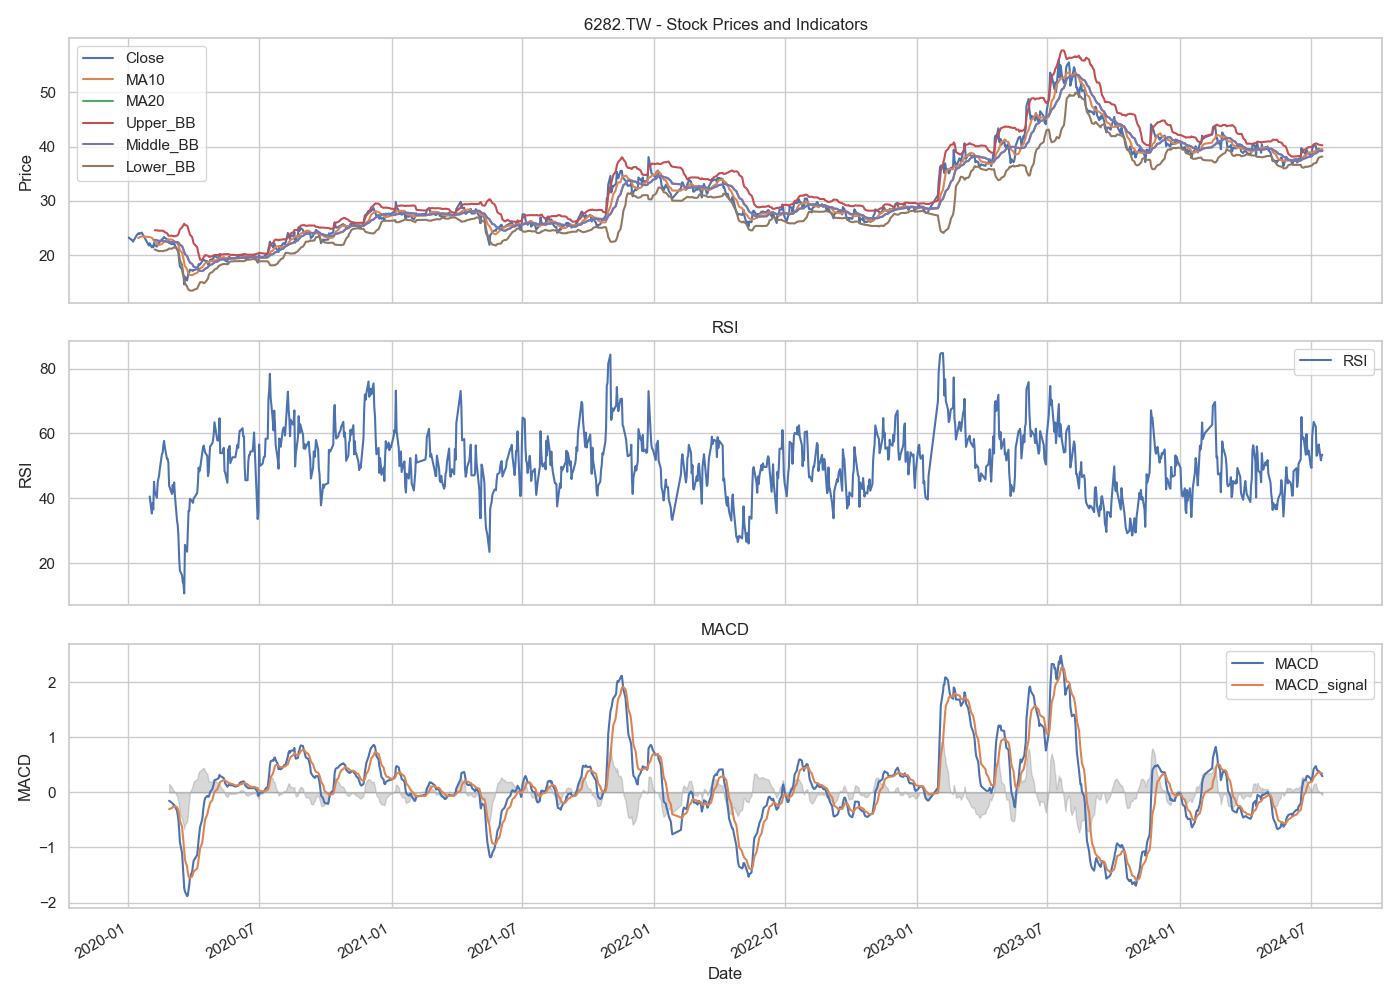 6282.TW - Stock Prices and Indicators
Close
MA10
MA20
Upper_BB
Middle_BB
Lower_BB
Price
50
40
30
20
RSI
RSI
RSI
80
60
40
20
MACD
MACD
MACD_signal
MACD
2
1
0
−1
−2
2020-01
2020-07
2021-01
2021-07
2022-01
2022-07
2023-01
2023-07
2024-01
2024-07
Date